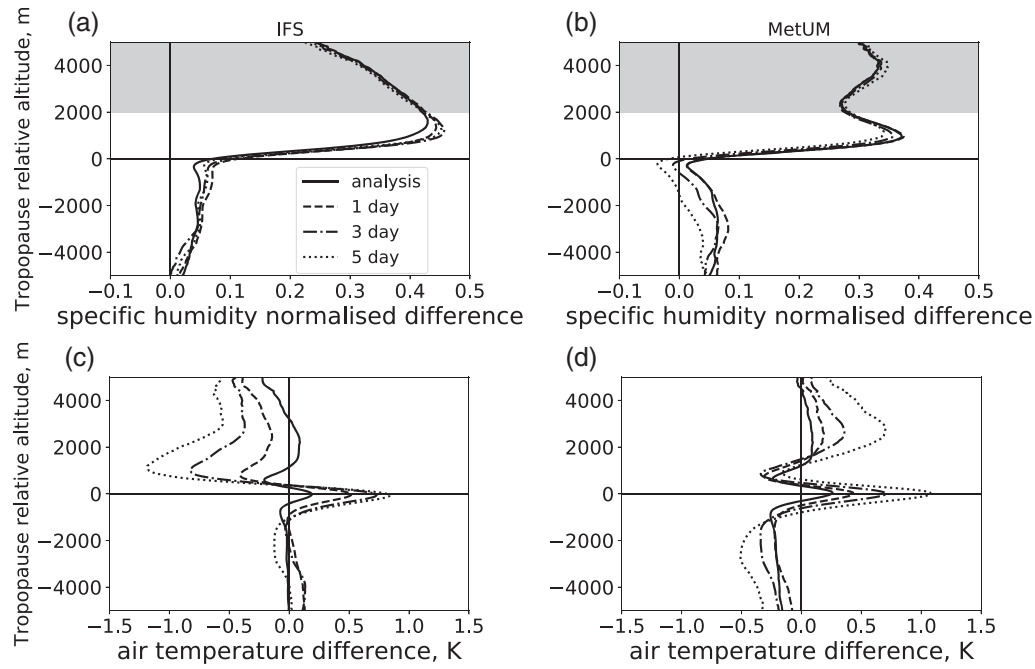 (a) IFS
(b) MetUM
Tropopause relative altitude, m
4000
2000
0
−2000
−4000
analysis
1 day
3 day
5 day
−0.1 0.0 0.1 0.2 0.3 0.4 0.5
specific humidity normalised difference
4000
2000
0
−2000
−4000
−0.1 0.0 0.1 0.2 0.3 0.4 0.5
specific humidity normalised difference
(c)
(d)
Tropopause relative altitude, m
4000
2000
0
−2000
−4000
−1.5 −1.0 −0.5 0.0 0.5 1.0 1.5
air temperature difference, K
4000
2000
0
−2000
−4000
−1.5 −1.0 −0.5 0.0 0.5 1.0 1.5
air temperature difference, K